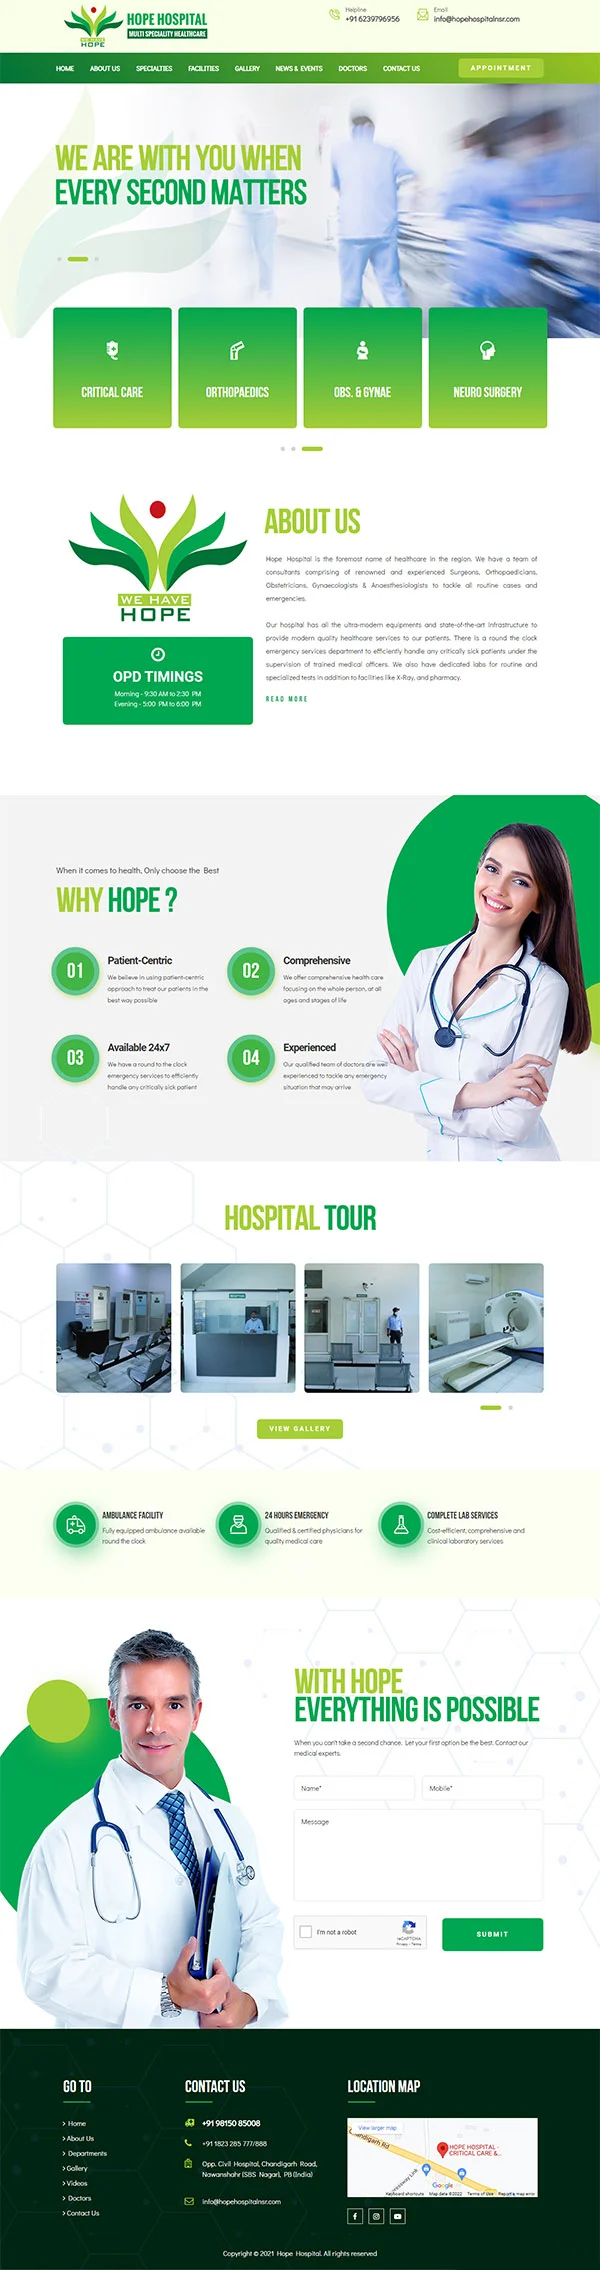 HOPE HOSPITAL
MULTI SPECIALITY HEALTHCARE
WE HAVE
HOPE
Helpline
+91 6239796956
Email
info@hopehospitalnsr.com
HOME ABOUT US SPECIALTIES FACILITIES GALLERY NEWS & EVENTS DOCTORS CONTACT US APPOINTMENT
WE ARE WITH YOU WHEN
EVERY SECOND MATTERS
CRITICAL CARE ORTHOPAEDICS OBS. & GYNAE NEURO SURGERY
WE HAVE
HOPE
OPD TIMINGS
Morning - 9:30 AM to 2:30 PM
Evening - 5:00 PM to 6:00 PM
ABOUT US
Hope Hospital is the foremost name of healthcare in the region. We have a team of
consultants comprising of renowned and experienced Surgeons, Orthopaedicians,
Obstetricians, Gynaecologists & Anaesthesiologists to tackle all routine cases and
emergencies.
Our hospital has all the ultra-modern equipments and state-of-the-art infrastructure to
provide modern quality healthcare services to our patients. There is a round the clock
emergency services department to efficiently handle any critically sick patients under the
supervision of trained medical officers. We also have dedicated labs for routine and
specialized tests in addition to facilities like X-Ray, and pharmacy.
READ MORE
When it comes to health, Only choose the Best
WHY HOPE ?
01
Patient-Centric
We believe in using patient-centric
approach to treat our patients in the
best way possible
02
Comprehensive
We offer comprehensive health care
focusing on the whole person, at all
ages and stages of life
03
Available 24x7
We have a round to the clock
emergency services to efficiently
handle any critically sick patient
04
Experienced
Our qualified team of doctors are well
experienced to tackle any emergency
situation that may arrive
HOSPITAL TOUR
RECEPTION
VIEW GALLERY
AMBULANCE FACILITY
Fully equipped ambulance available
round the clock
24 HOURS EMERGENCY
Qualified & certified physicians for
quality medical care
COMPLETE LAB SERVICES
Cost-efficient, comprehensive and
clinical laboratory services
WITH HOPE
EVERYTHING IS POSSIBLE
When you can't take a second chance. Let your first option be the best. Contact our
medical experts.
Name* Mobile*
Message
I'm not a robot
reCAPTCHA
Privacy - Terms
SUBMIT
GO TO
Home
About Us
Departments
Gallery
Videos
Doctors
Contact Us
CONTACT US
+91 98150 85008
+91 1823 285 777/888
Opp. Civil Hospital, Chandigarh Road,
Nawanshahr (SBS Nagar), PB (India)
info@hopehospitalnsr.com
LOCATION MAP
View larger map
HOPE HOSPITAL -
CRITICAL CARE &...
Google
Keyboard shortcuts Map data ©2022 Terms of Use Report a map error
Copyright © 2021 Hope Hospital. All rights reserved